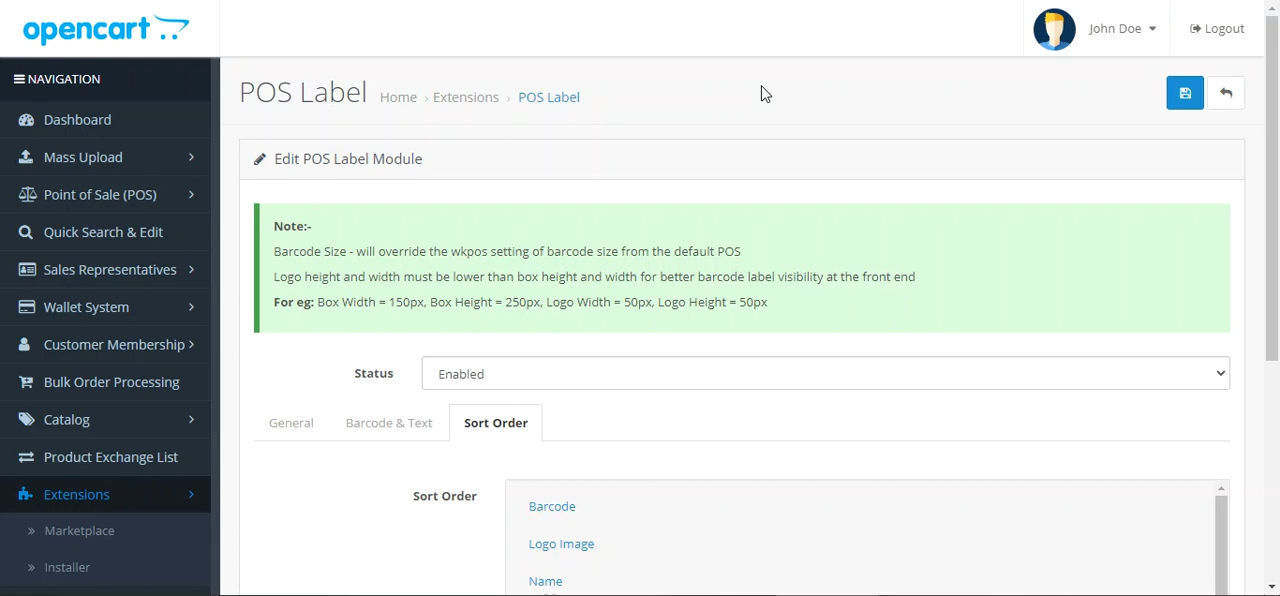 opencart
John Doe
Logout
NAVIGATION
Dashboard
Mass Upload
Point of Sale (POS)
Quick Search & Edit
Sales Representatives
Wallet System
Customer Membership
Bulk Order Processing
Catalog
Product Exchange List
Extensions
Marketplace
Installer
POS Label
Home › Extensions › POS Label
Edit POS Label Module
Note:-
Barcode Size - will override the wkpos setting of barcode size from the default POS
Logo height and width must be lower than box height and width for better barcode label visibility at the front end
For eg: Box Width = 150px, Box Height = 250px, Logo Width = 50px, Logo Height = 50px
Status
Enabled
General
Barcode & Text
Sort Order
Sort Order
Barcode
Logo Image
Name